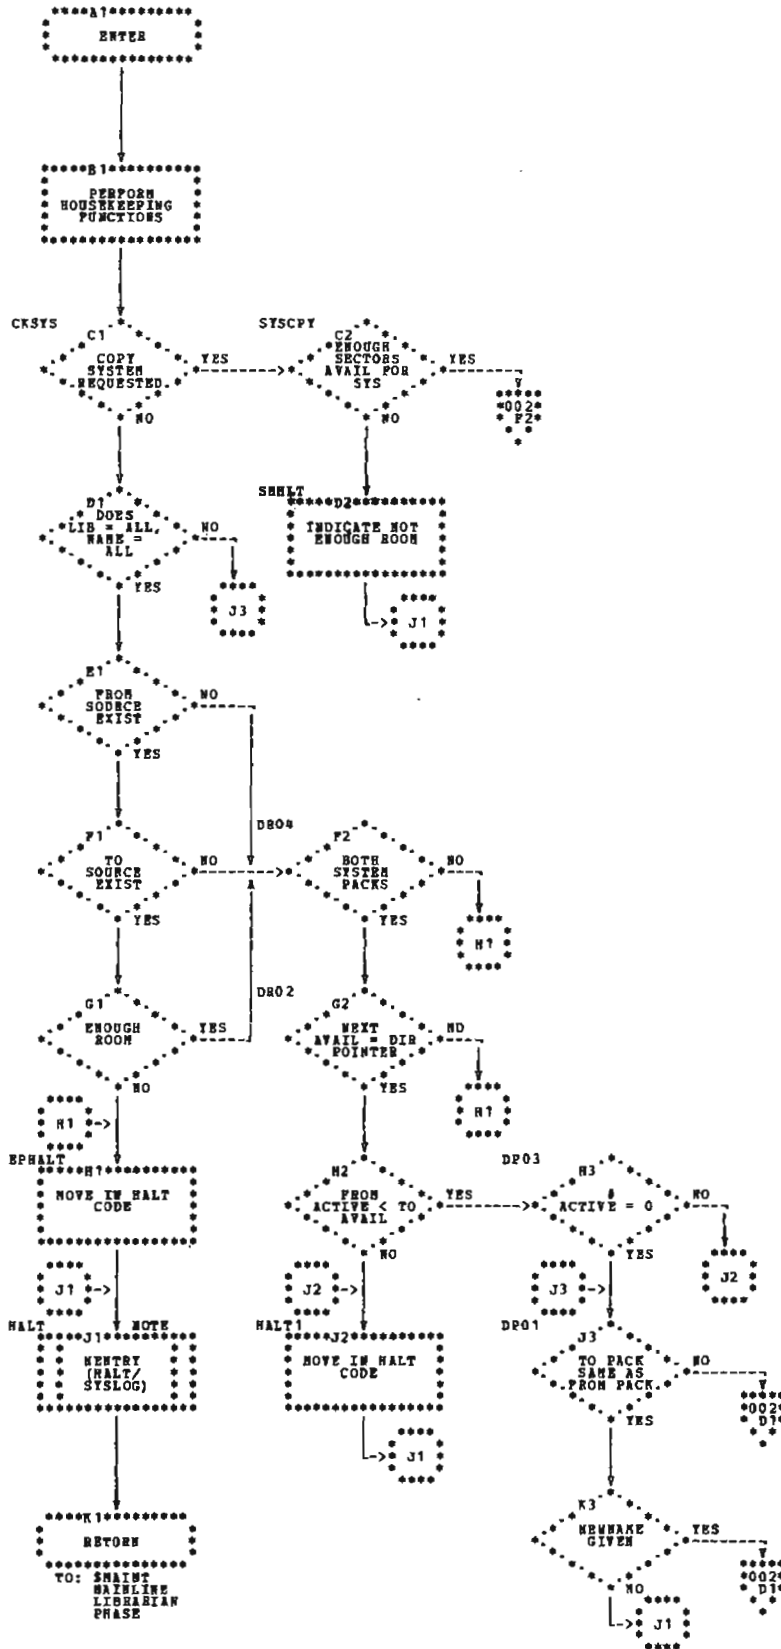 A1
ENTER
B1
PERFORM
HOUSEKEEPING
FUNCTIONS
CKSYS
C1
COPY
SYSTEM
REQUESTED
YES
NO
SYSCPY
C2
ENOUGH
SECTORS
AVAIL FOR
SYS
YES
NO
002
F2
D1
DOES
LIB = ALL,
NAME =
ALL
NO
YES
J3
D2
INDICATE NOT
ENOUGH ROOM
J1
E1
FROM
SOURCE
EXIST
NO
YES
DR04
F1
TO
SOURCE
EXIST
NO
YES
F2
BOTH
SYSTEM
PACKS
NO
YES
H1
DR02
G1
ENOUGH
ROOM
YES
NO
G2
NEXT
AVAIL = DIR
POINTER
NO
YES
H1
H1
EPHALT
H1
MOVE IN HALT
CODE
H2
FROM
ACTIVE < TO
AVAIL
YES
NO
DP03
H3
ACTIVE = 0
NO
YES
J2
J1
HALT
NOTE
J1
NENTRY
(HALT/
SYSLOG)
J2
HALT1
J2
MOVE IN HALT
CODE
J1
J3
DP01
J3
TO PACK
SAME AS
FROM PACK
NO
YES
002
D1
K1
RETURN
TO: $MAINT
MAINLINE
LIBRARIAN
PHASE
K3
NEWNAME
GIVEN
YES
NO
002
D1
J1